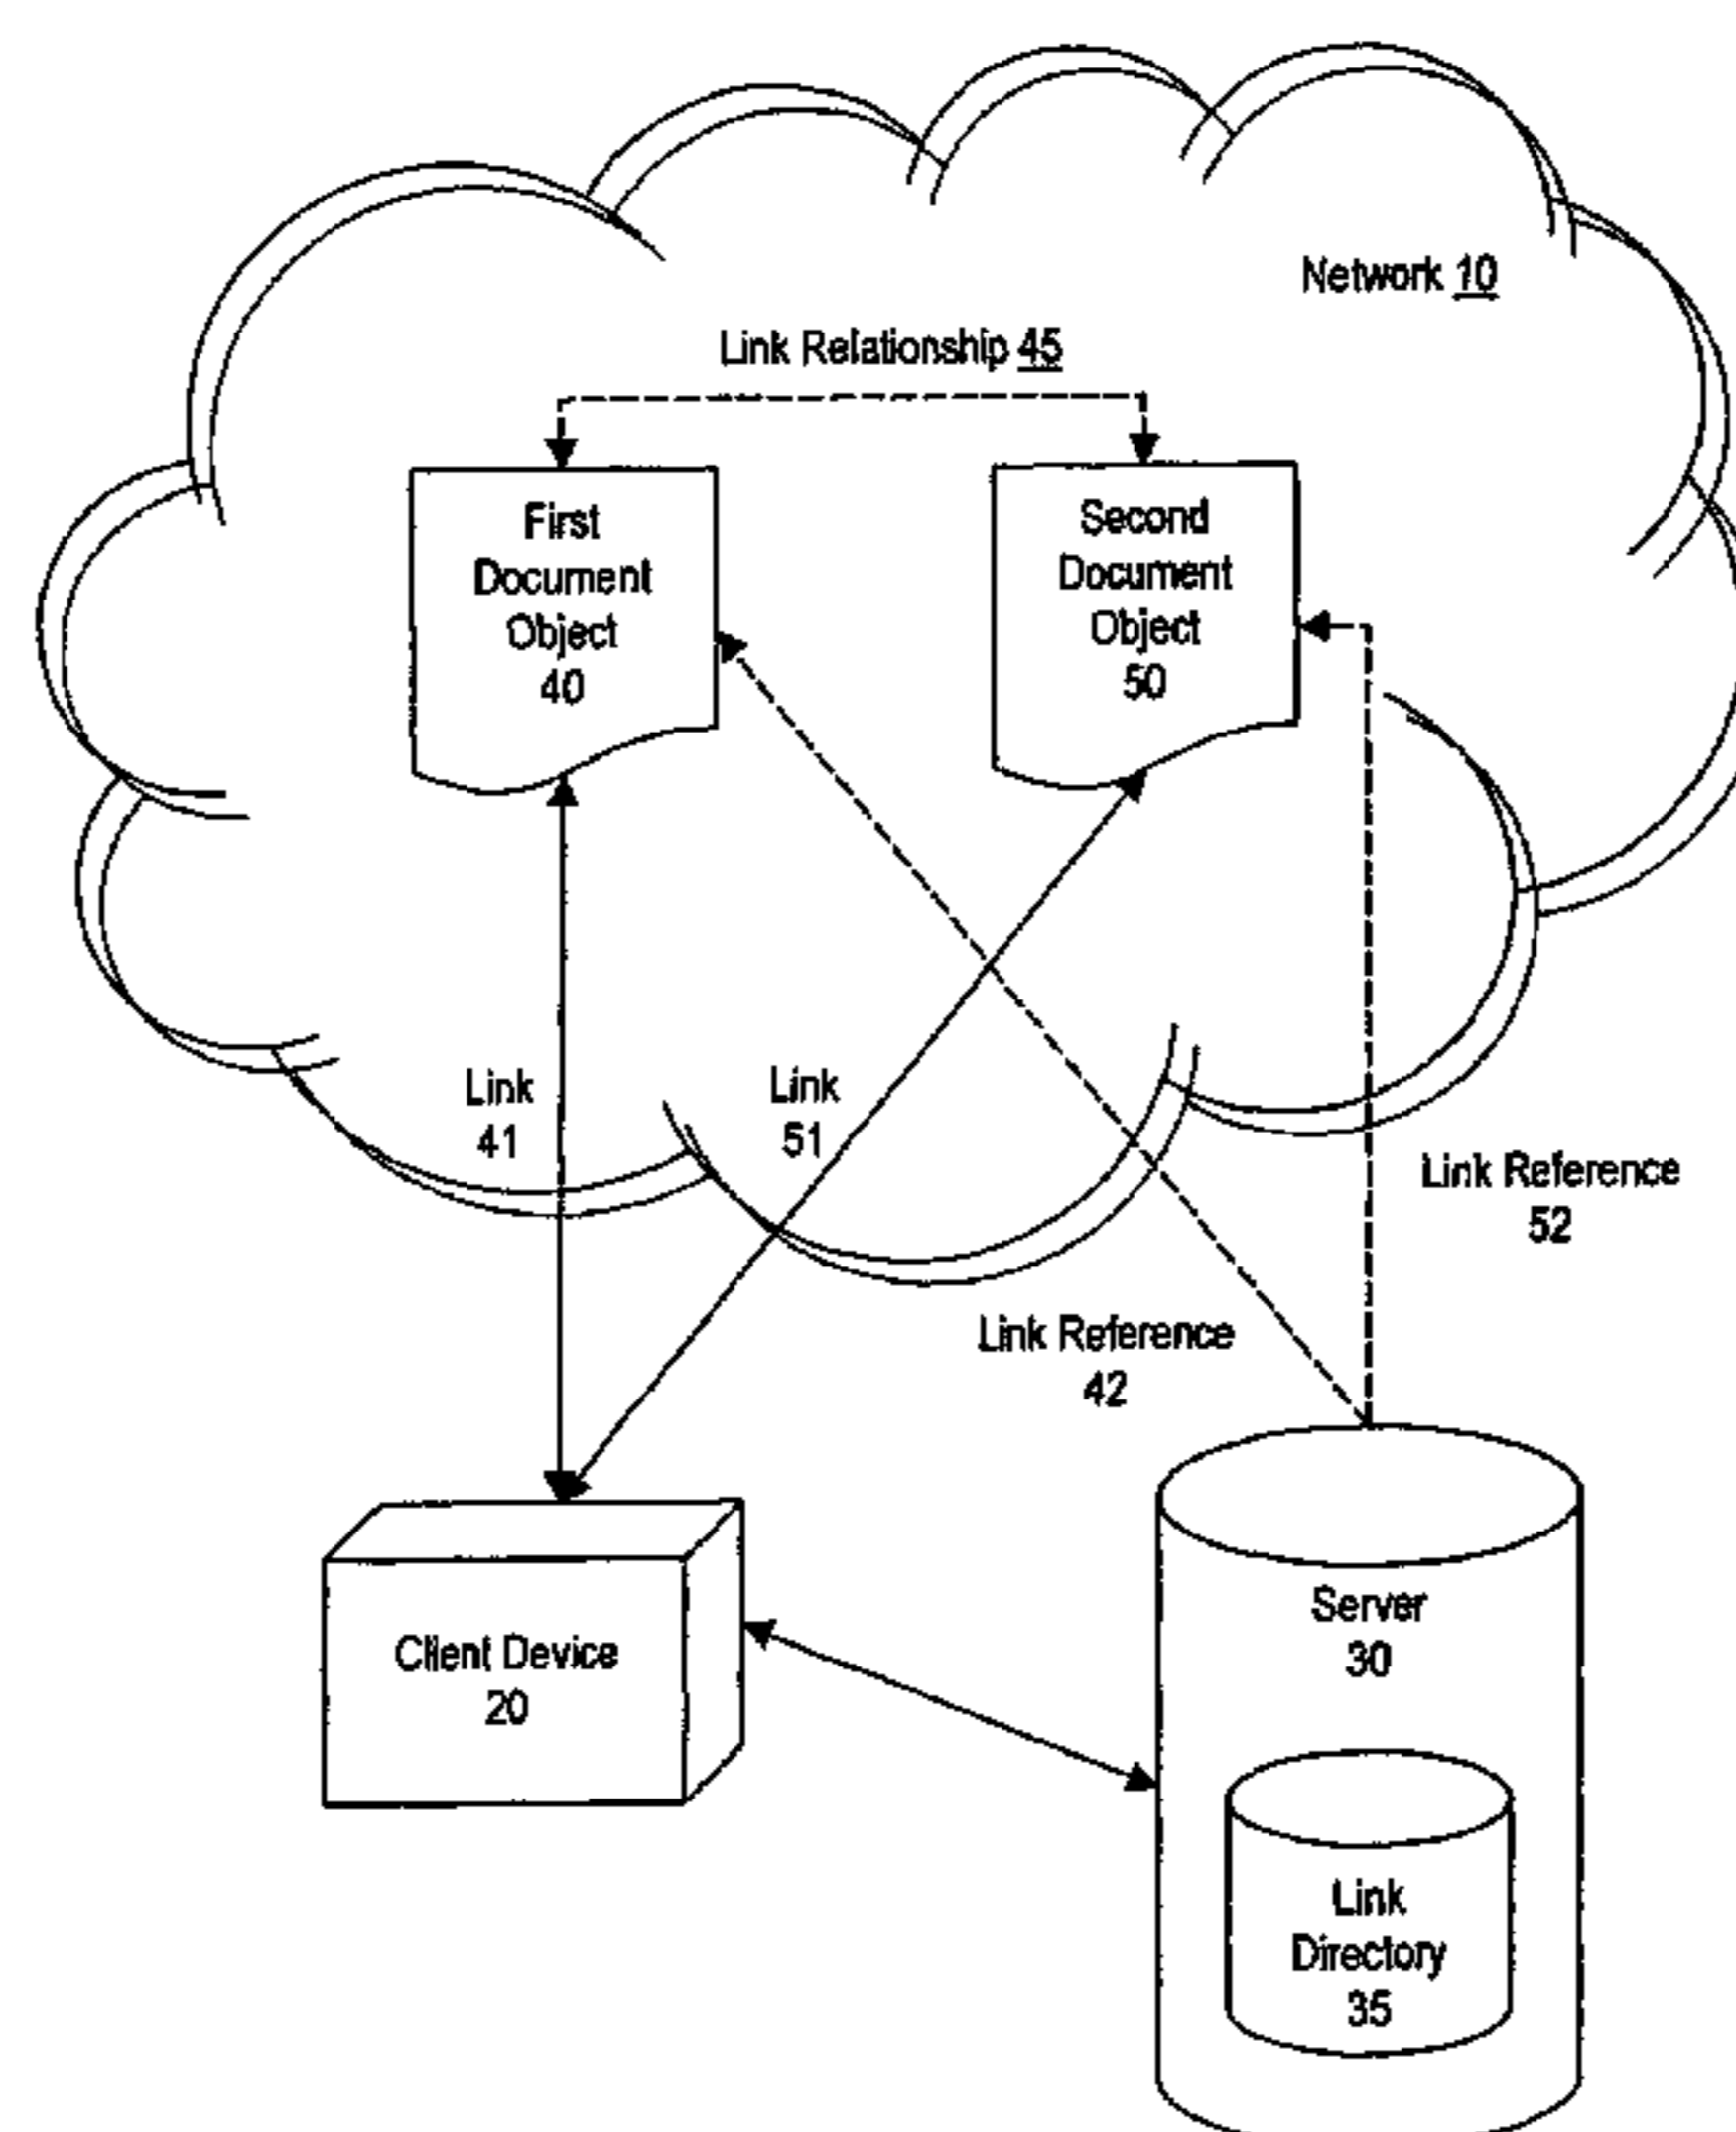 Network 10
Link Relationship 45
First
Document
Object
40
Second
Document
Object
50
Link
41
Link
51
Link Reference
52
Link Reference
42
Client Device
20
Server
30
Link
Directory
35